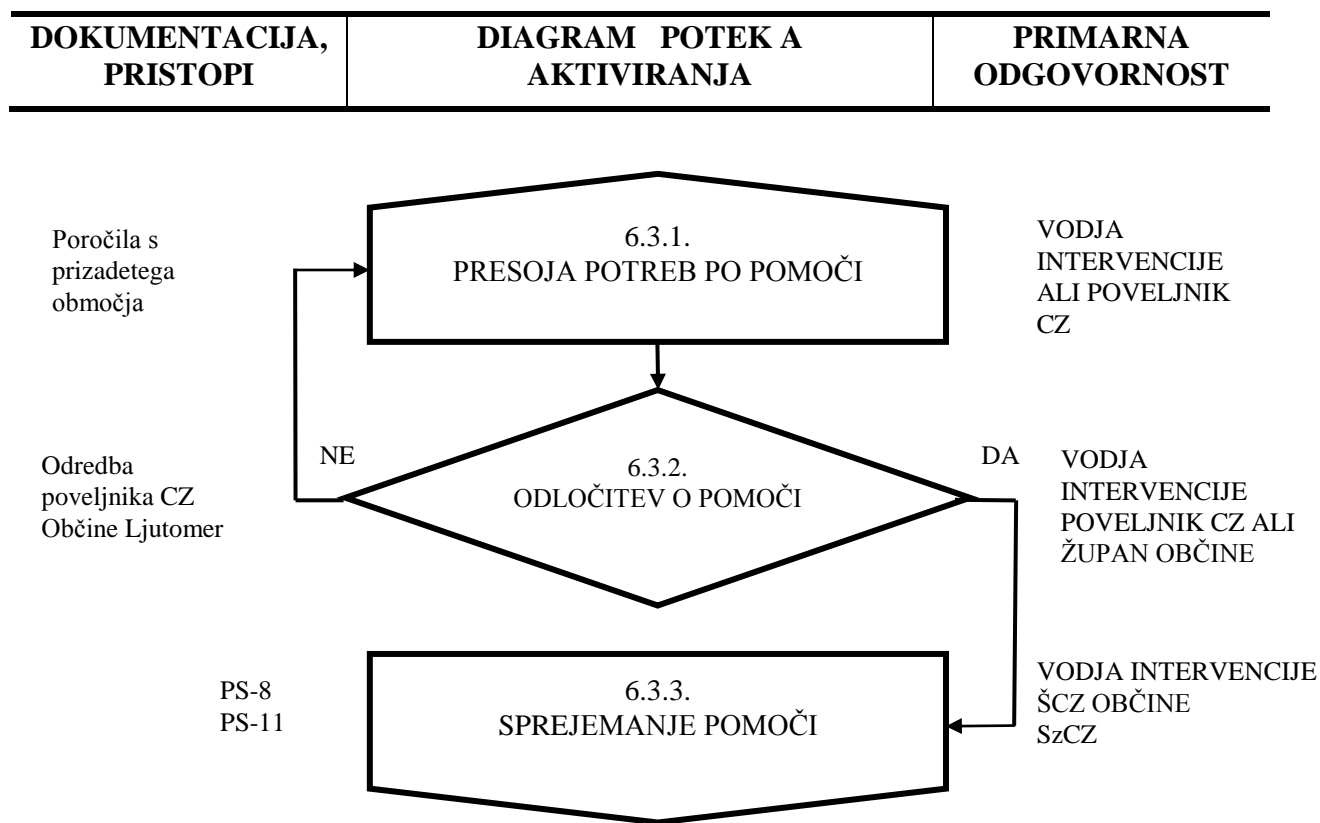 DOKUMENTACIJA,
PRISTOPI
DIAGRAM POTEK A
AKTIVIRANJA
PRIMARNA
ODGOVORNOST
Poročila s
prizadetega
območja
6.3.1.
PRESOJA POTREB PO POMOČI
VODJA
INTERVENCIJE
ALI POVELJNIK
CZ
Odredba
poveljnika CZ
Občine Ljutomer
NE
6.3.2.
ODLOČITEV O POMOČI
DA
VODJA
INTERVENCIJE
POVELJNIK CZ ALI
ŽUPAN OBČINE
PS-8
PS-11
6.3.3.
SPREJEMANJE POMOČI
VODJA INTERVENCIJE
ŠCZ OBČINE
SzCZ